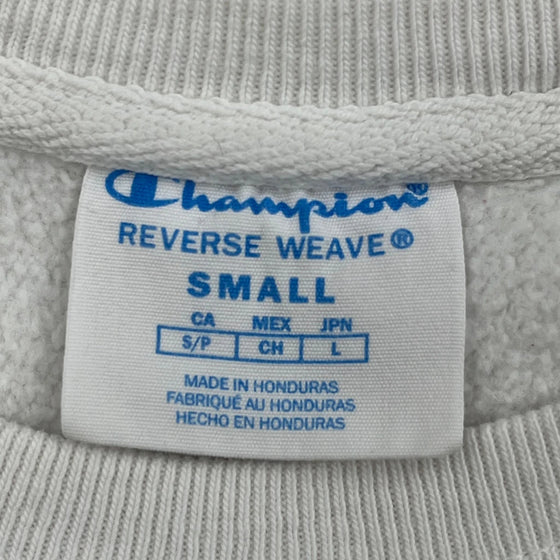 Champion®
REVERSE WEAVE®
SMALL
CA MEX JPN
S/P CH L
MADE IN HONDURAS
FABRIQUÉ AU HONDURAS
HECHO EN HONDURAS